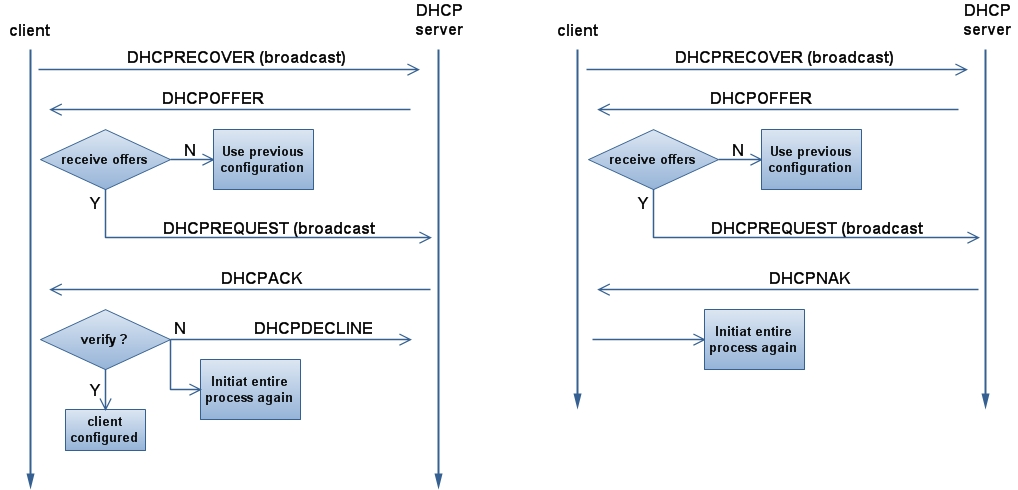 client
DHCP
server
DHCPRECOVER (broadcast)
DHCPOFFER
receive offers
N
Use previous
configuration
Y
DHCPREQUEST (broadcast
DHCPACK
verify ?
N
DHCPDECLINE
Initiat entire
process again
Y
client
configured
client
DHCP
server
DHCPRECOVER (broadcast)
DHCPOFFER
receive offers
N
Use previous
configuration
Y
DHCPREQUEST (broadcast
DHCPNAK
Initiat entire
process again